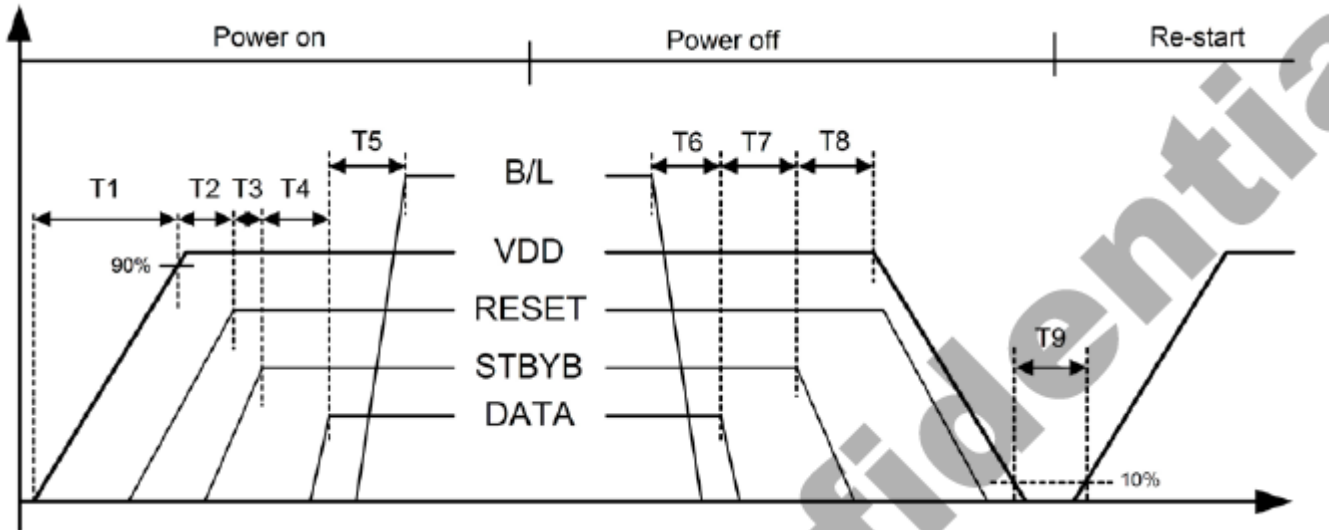 Power on
Power off
Re-start
T1
T2
T3
T4
T5
T6
T7
T8
T9
B/L
VDD
RESET
STBYB
DATA
90%
10%
fidentia